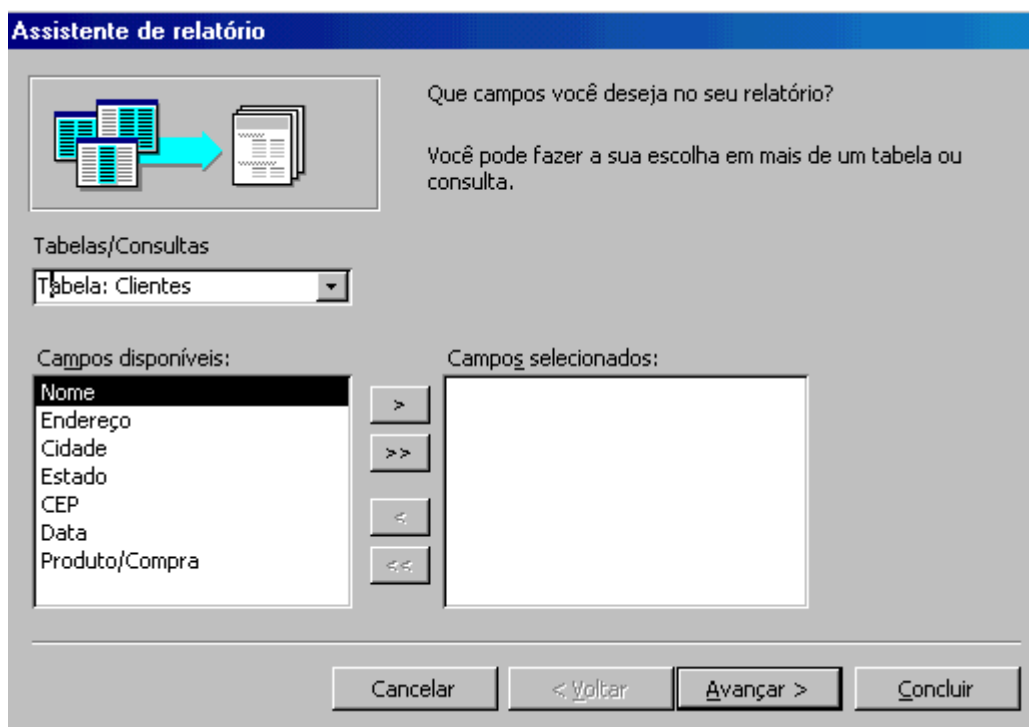 Assistente de relatório
Que campos você deseja no seu relatório?
Você pode fazer a sua escolha em mais de um tabela ou
consulta.
Tabelas/Consultas
Tabela: Clientes
Campos disponíveis:
Nome
Endereço
Cidade
Estado
CEP
Data
Produto/Compra
>
>>
<
<<
Campos selecionados:
Cancelar
< Voltar
Avançar >
Concluir